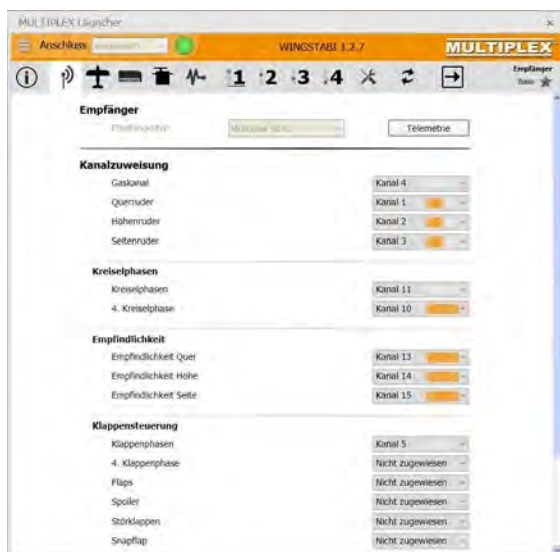 MULTIPLEX Launcher
Anschluss
WINGSTABI 1.2.7
MULTIPLEX
1 2 3 4
Empfänger
Basis
Empfänger
Empfängertyp
Telemetrie
Kanalzuweisung
Gaskanal Kanal 4
Querruder Kanal 1
Höhenruder Kanal 2
Seitenruder Kanal 3
Kreiselphasen
Kreiselphasen Kanal 11
4. Kreiselphase Kanal 10
Empfindlichkeit
Empfindlichkeit Quer Kanal 13
Empfindlichkeit Höhe Kanal 14
Empfindlichkeit Seite Kanal 15
Klappensteuerung
Klappenphasen Kanal 5
4. Klappenphase Nicht zugewiesen
Flaps Nicht zugewiesen
Spoiler Nicht zugewiesen
Störklappen Nicht zugewiesen
Snapflap Nicht zugewiesen